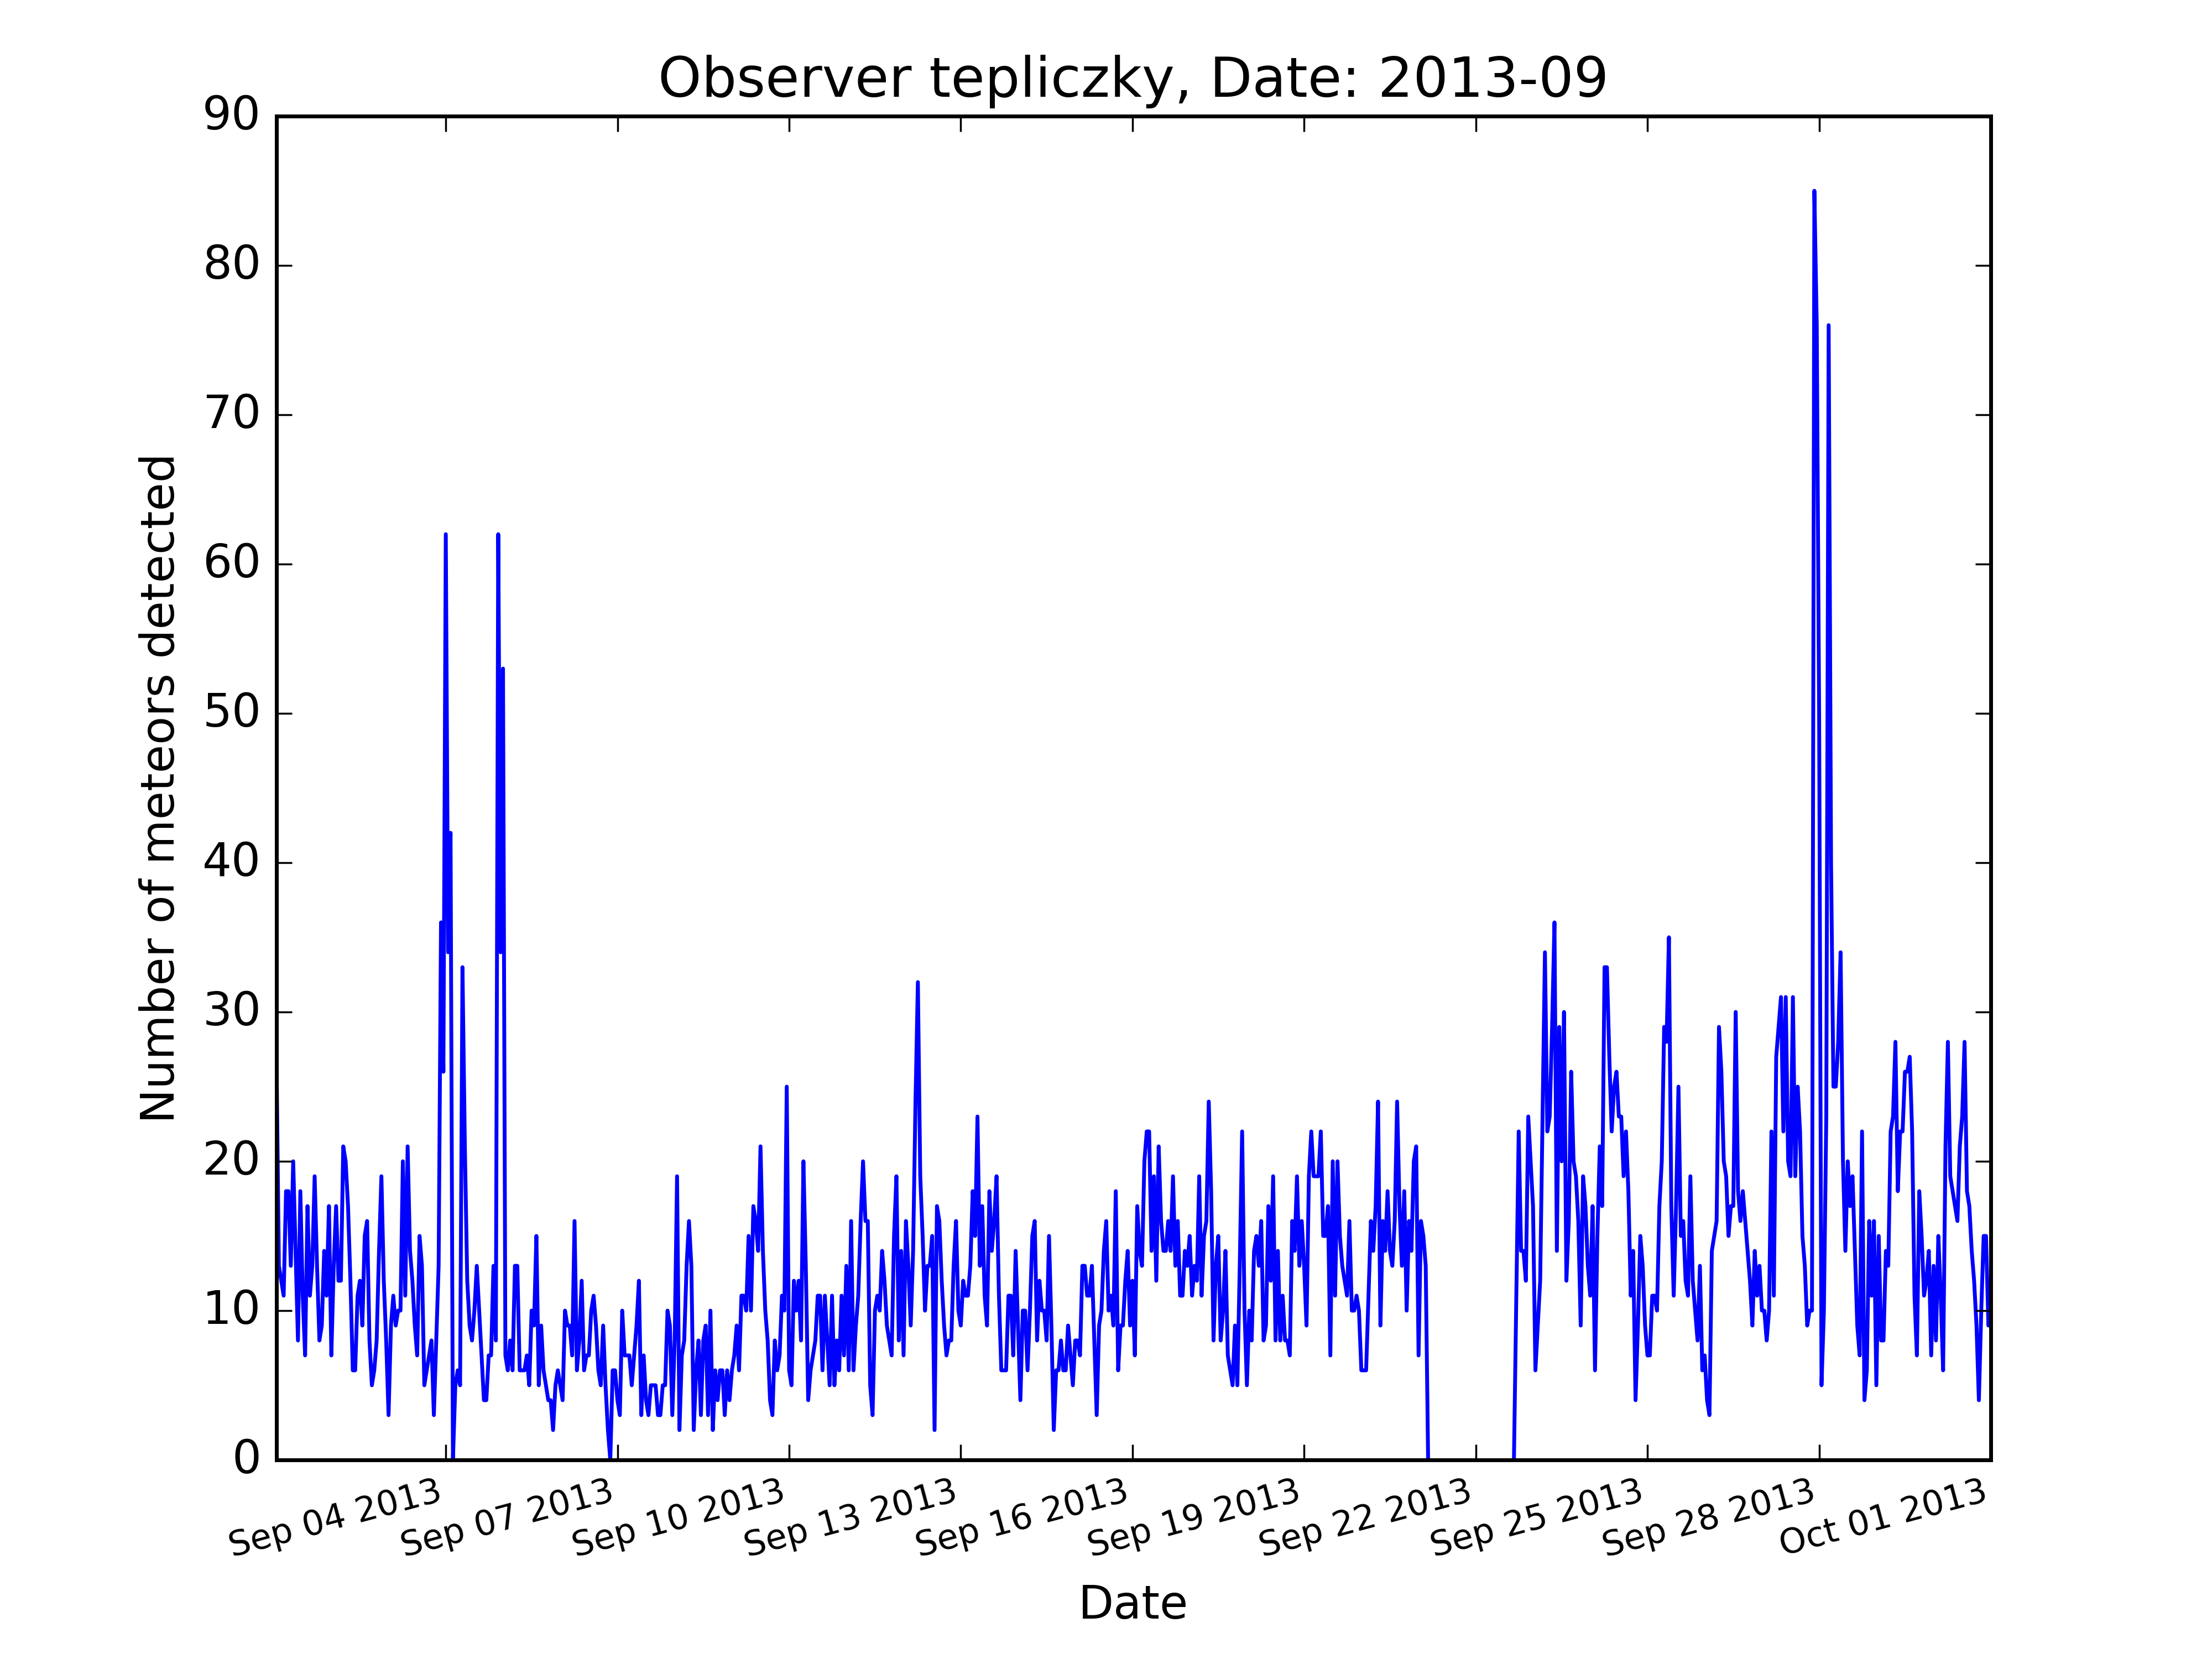 Observer tepliczky, Date: 2013-09
90
80
70
60
50
40
30
20
10
0
Number of meteors detected
Sep 04 2013
Sep 07 2013
Sep 10 2013
Sep 13 2013
Sep 16 2013
Sep 19 2013
Sep 22 2013
Sep 25 2013
Sep 28 2013
Oct 01 2013
Date